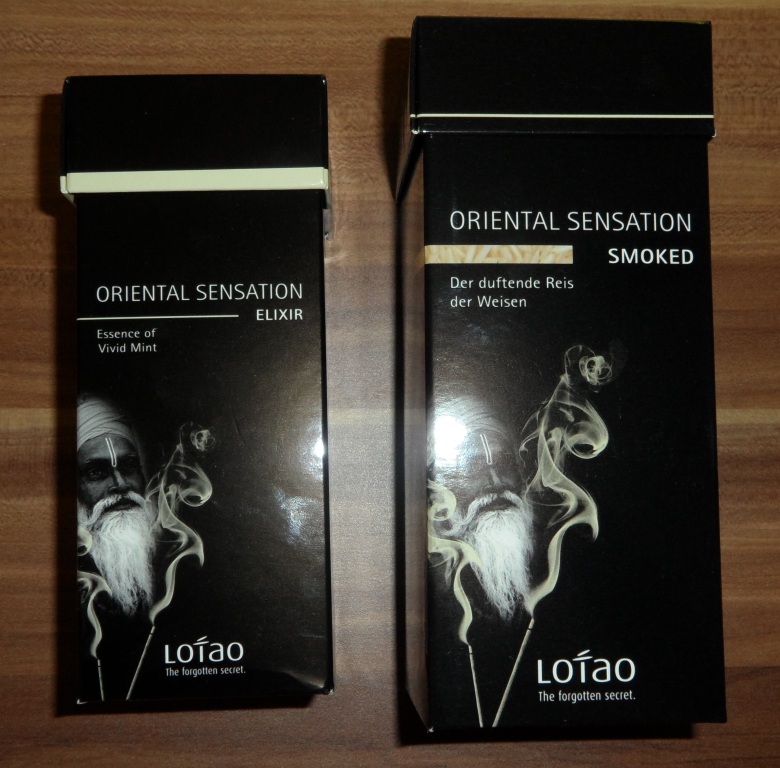 ORIENTAL SENSATION
ELIXIR
Essence of
Vivid Mint
LOTAO
The forgotten secret.
ORIENTAL SENSATION
SMOKED
Der duftende Reis
der Weisen
LOTAO
The forgotten secret.